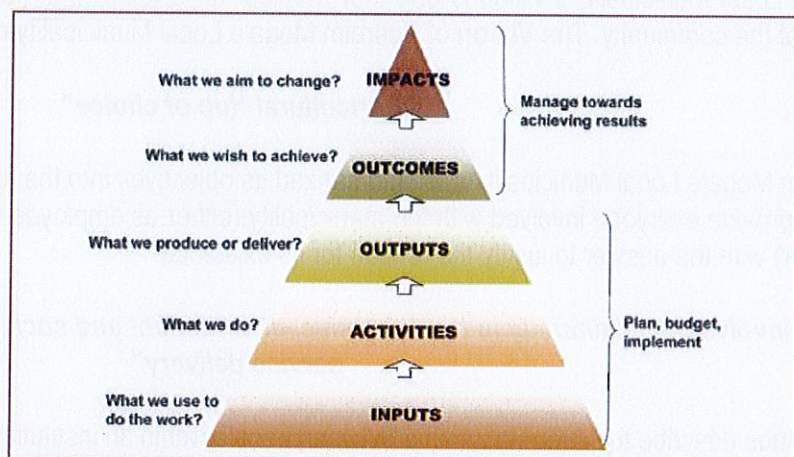 What we aim to change?
IMPACTS
Manage towards
achieving results
What we wish to achieve?
OUTCOMES
What we produce or deliver?
OUTPUTS
What we do?
ACTIVITIES
Plan, budget,
implement
What we use to
do the work?
INPUTS